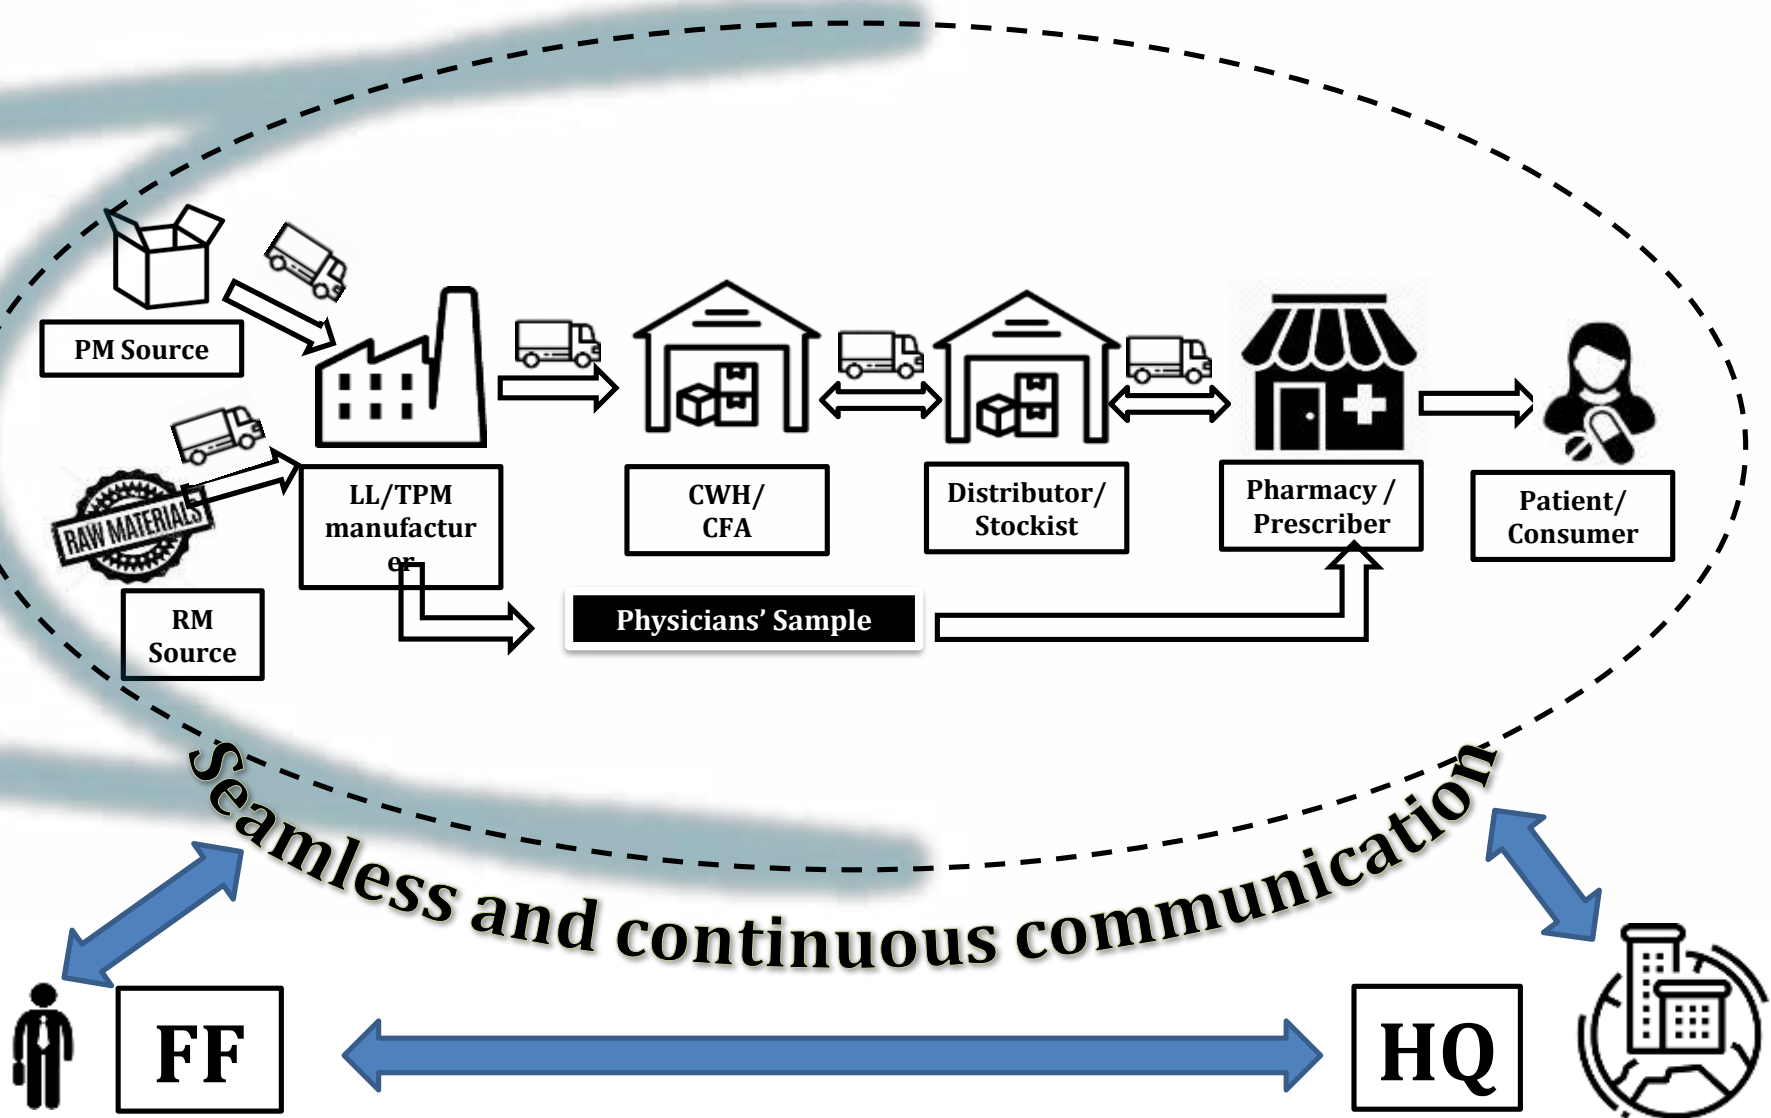 PM Source
RAW MATERIALS
RM
Source
LL/TPM
manufactur
er
CWH/
CFA
Distributor/
Stockist
Pharmacy /
Prescriber
Patient/
Consumer
Physicians’ Sample
Seamless and continuous communication
FF
HQ